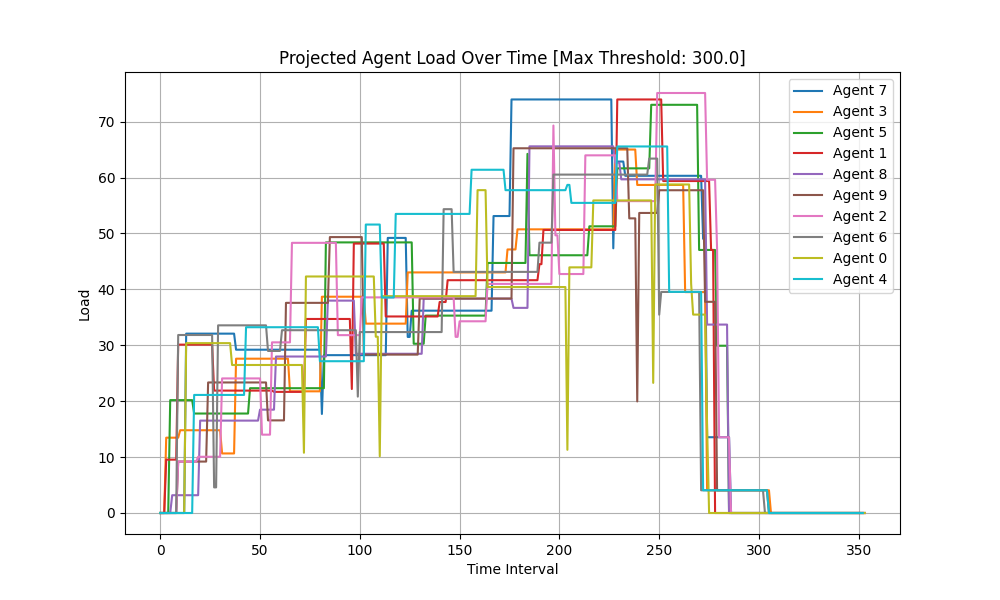 Projected Agent Load Over Time [Max Threshold: 300.0]
Load
70
60
50
40
30
20
10
0
0 50 100 150 200 250 300 350
Time Interval
Agent 7
Agent 3
Agent 5
Agent 1
Agent 8
Agent 9
Agent 2
Agent 6
Agent 0
Agent 4